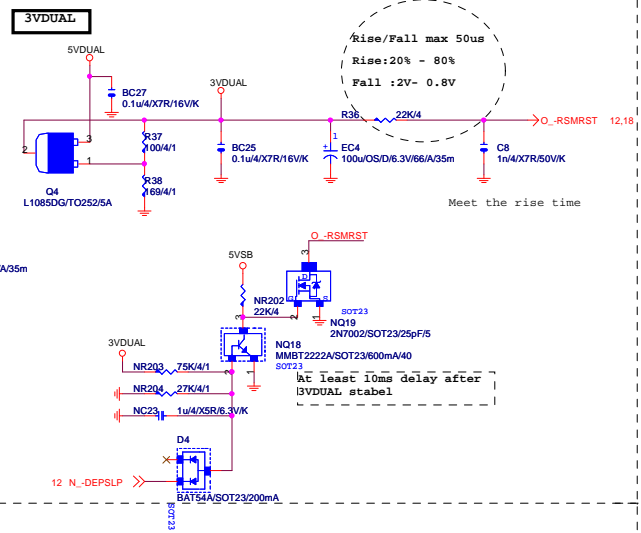 3VDUAL
5VDUAL
BC27
0.1u/4/X7R/16V/K
3VDUAL
Rise/Fall max 50us
Rise:20% - 80%
Fall :2V- 0.8V
R36
22K/4
O_-RSMRST 12,18
3
2
1
Q4
L1085DG/TO252/5A
R37
100/4/1
R38
169/4/1
BC25
0.1u/4/X7R/16V/K
1
+
EC4
100u/OS/D/6.3V/66/A/35m
C8
1n/4/X7R/50V/K
Meet the rise time
A/35m
5VSB
O_-RSMRST
3
D
G
S
2
1
SOT23
NQ19
2N7002/SOT23/25pF/5
NR202
22K/4
3
NQ18
MMBT2222A/SOT23/600mA/40
SOT23
2
1
3VDUAL
NR203
75K/4/1
NR204
27K/4/1
NC23
1u/4/X5R/6.3V/K
At least 10ms delay after
3VDUAL stabel
D4
12 N_-DEPSLP
BAT54A/SOT23/200mA
SOT23